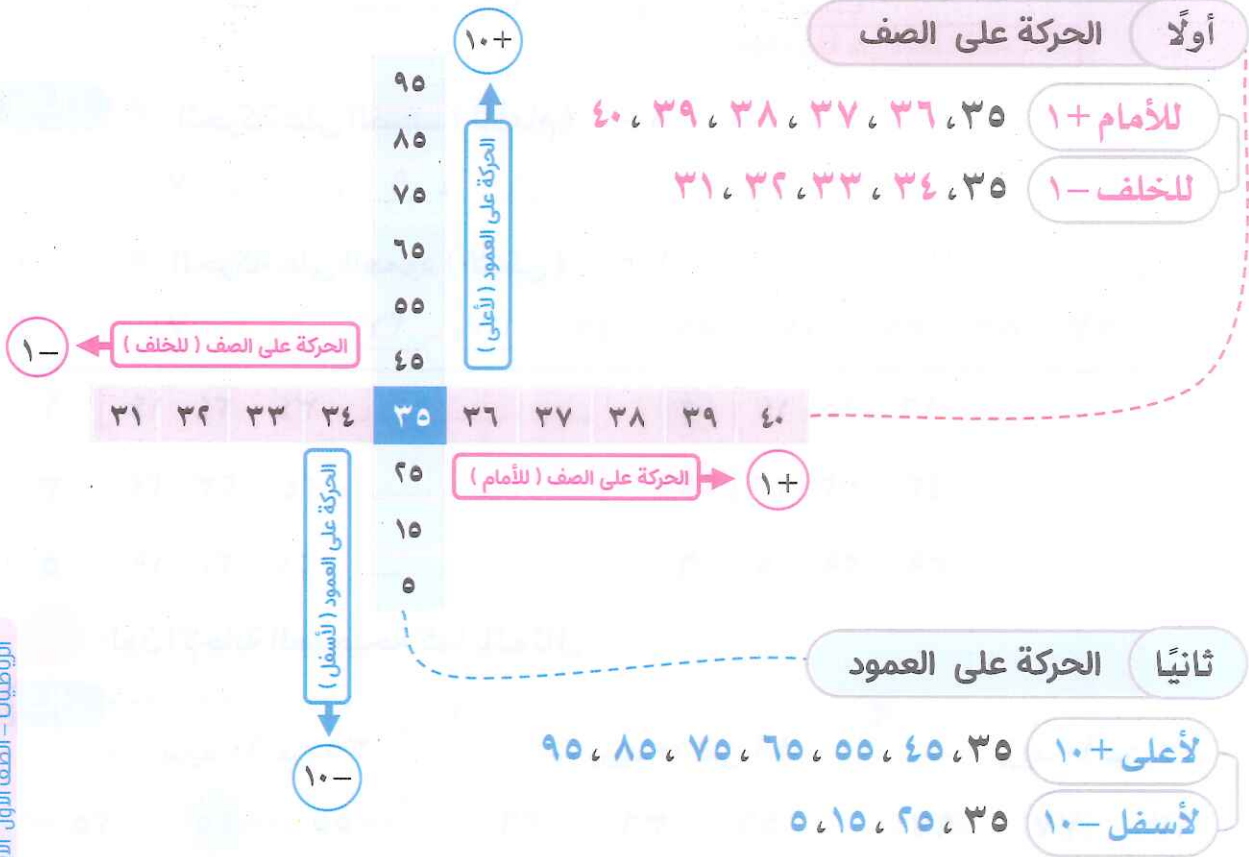 أولًا الحركة على الصف
للأمام +١ ٣٥، ٣٦، ٣٧، ٣٨، ٣٩، ٤٠
للخلف –١ ٣٥، ٣٤، ٣٣، ٣٢، ٣١
+١٠
٩٥
٨٥
٧٥
٦٥
٥٥
٤٥
الحركة على العمود ( لأعلى )
الحركة على الصف ( للخلف )
–١
٣١ ٣٢ ٣٣ ٣٤ ٣٥ ٣٦ ٣٧ ٣٨ ٣٩ ٤٠
الحركة على الصف ( للأمام )
+١
٢٥
١٥
٥
الحركة على العمود ( لأسفل )
–١٠
ثانيًا الحركة على العمود
لأعلى +١٠ ٣٥، ٤٥، ٥٥، ٦٥، ٧٥، ٨٥، ٩٥
لأسفل –١٠ ٣٥، ٢٥، ١٥، ٥
الرياضيات – الصف الأول